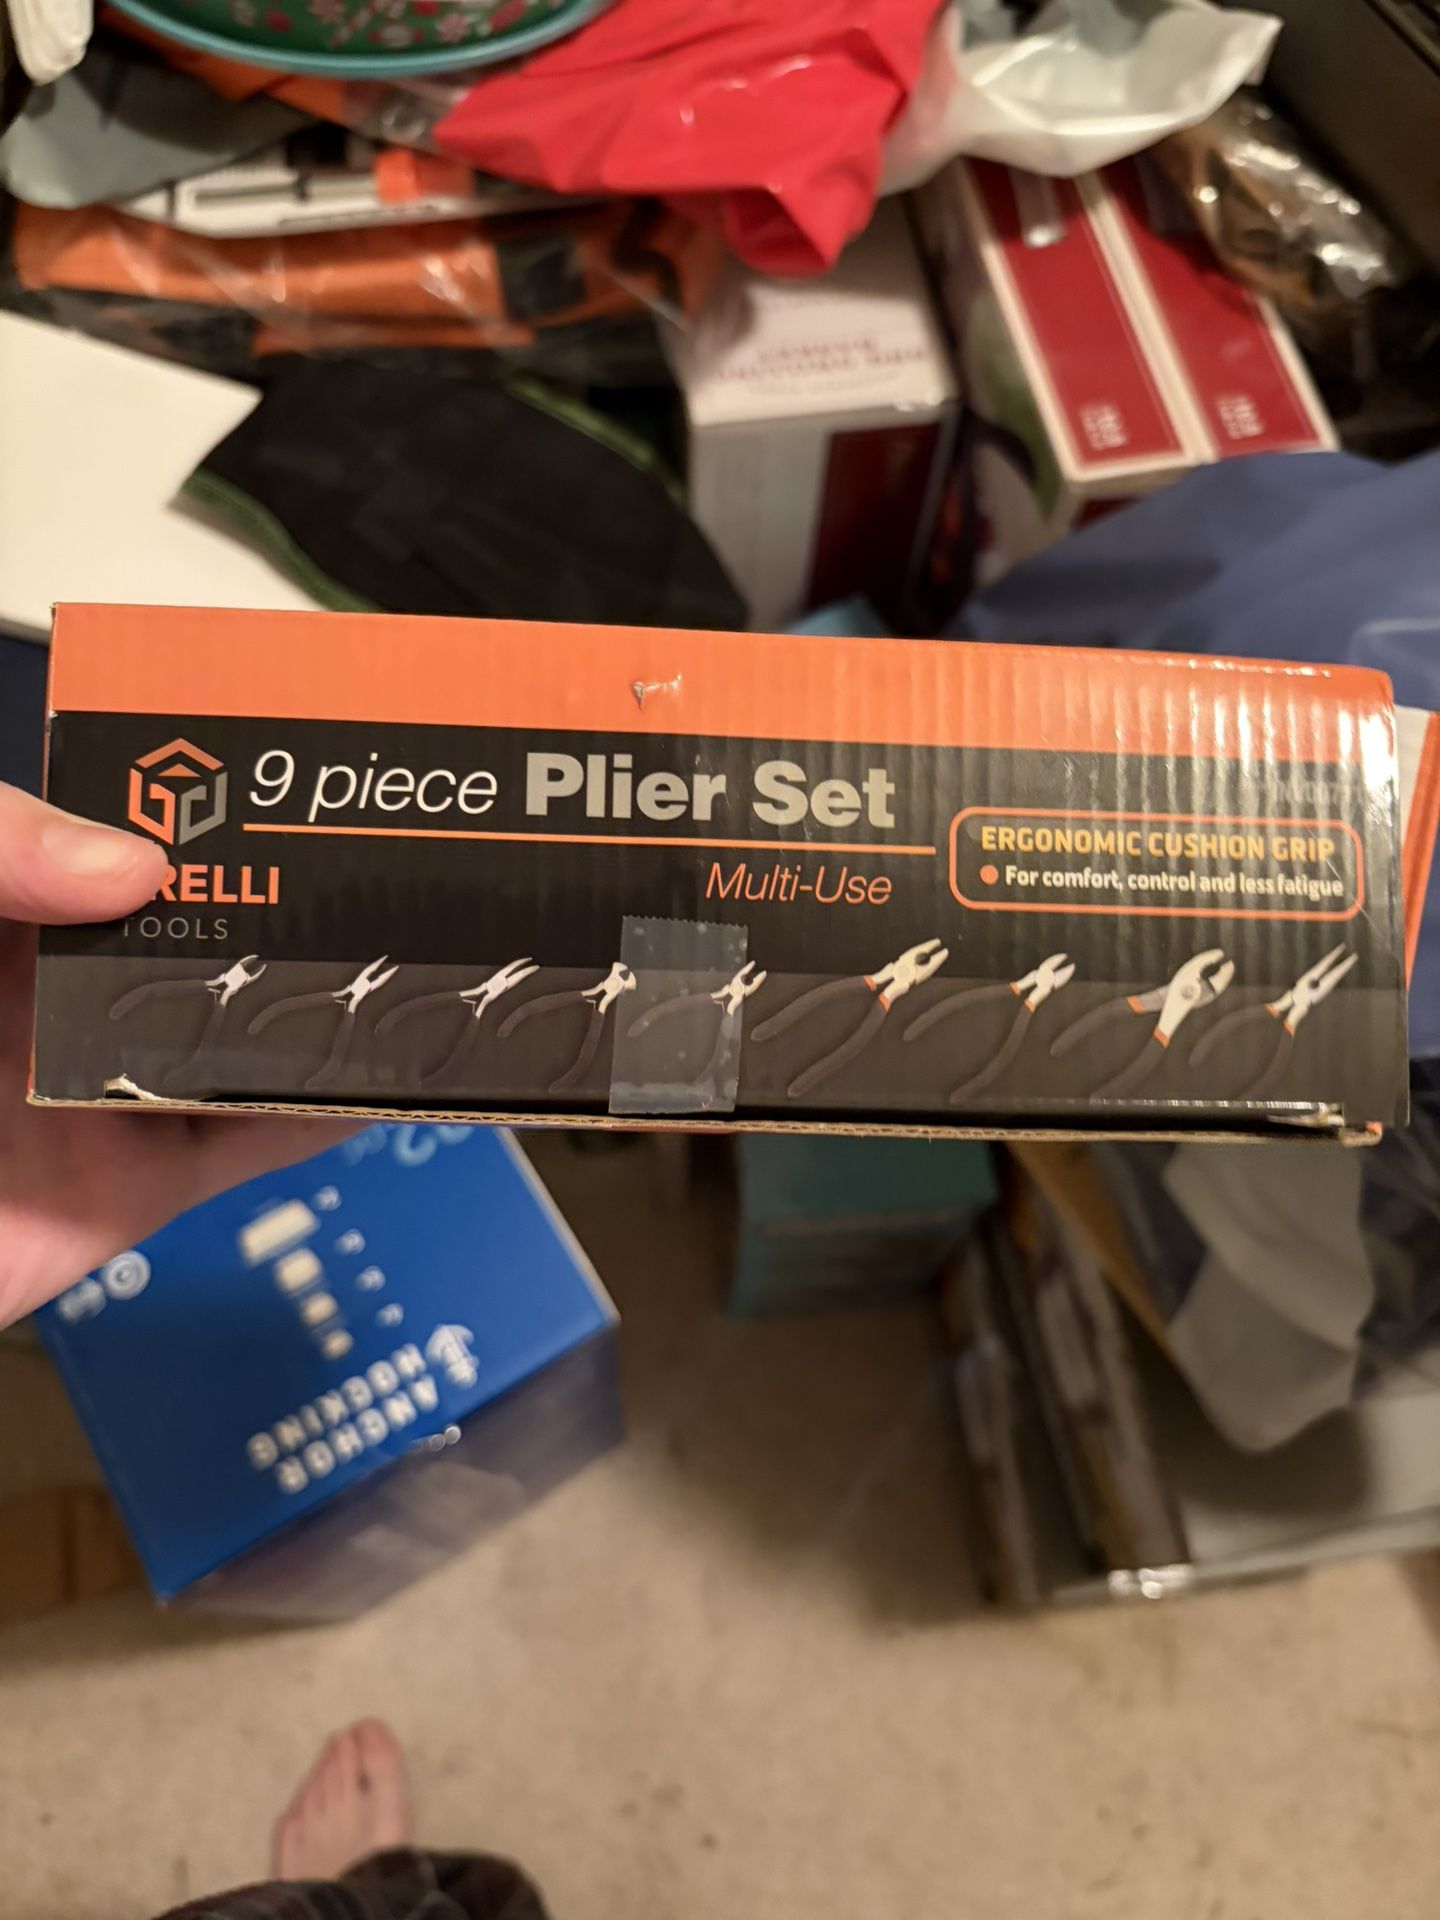 9 piece Plier Set
Multi-Use
RELLI
TOOLS
ERGONOMIC CUSHION GRIP
For comfort, control and less fatigue
ANCHOR
HOCKING